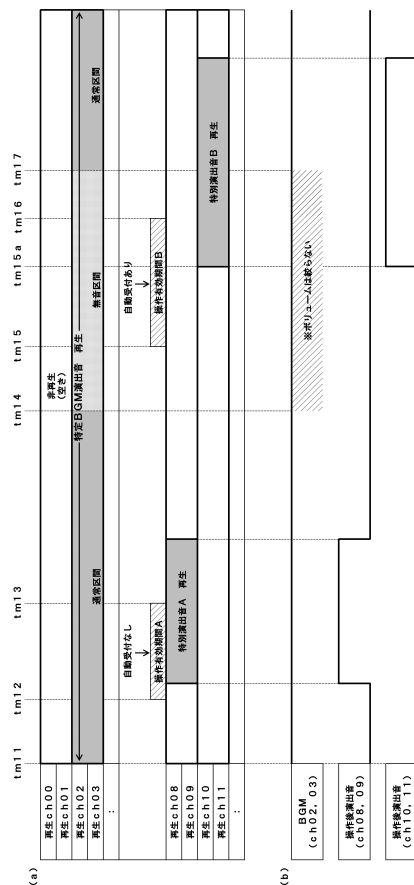 (a)
tm11
tm12
tm13
tm14
tm15
tm15a
tm16
tm17
再生ch00
再生ch01
再生ch02
再生ch03
:
非再生
(空き)
特定BGM演出音 再生
通常区間
無音区間
通常区間
自動受付なし
操作有効期間A
自動受付あり
操作有効期間B
再生ch08
再生ch09
再生ch10
再生ch11
:
特別演出音A 再生
特別演出音B 再生
(b)
BGM
(ch02, 03)
※ボリュームは絞らない
操作後演出音
(ch08, 09)
操作後演出音
(ch10, 11)